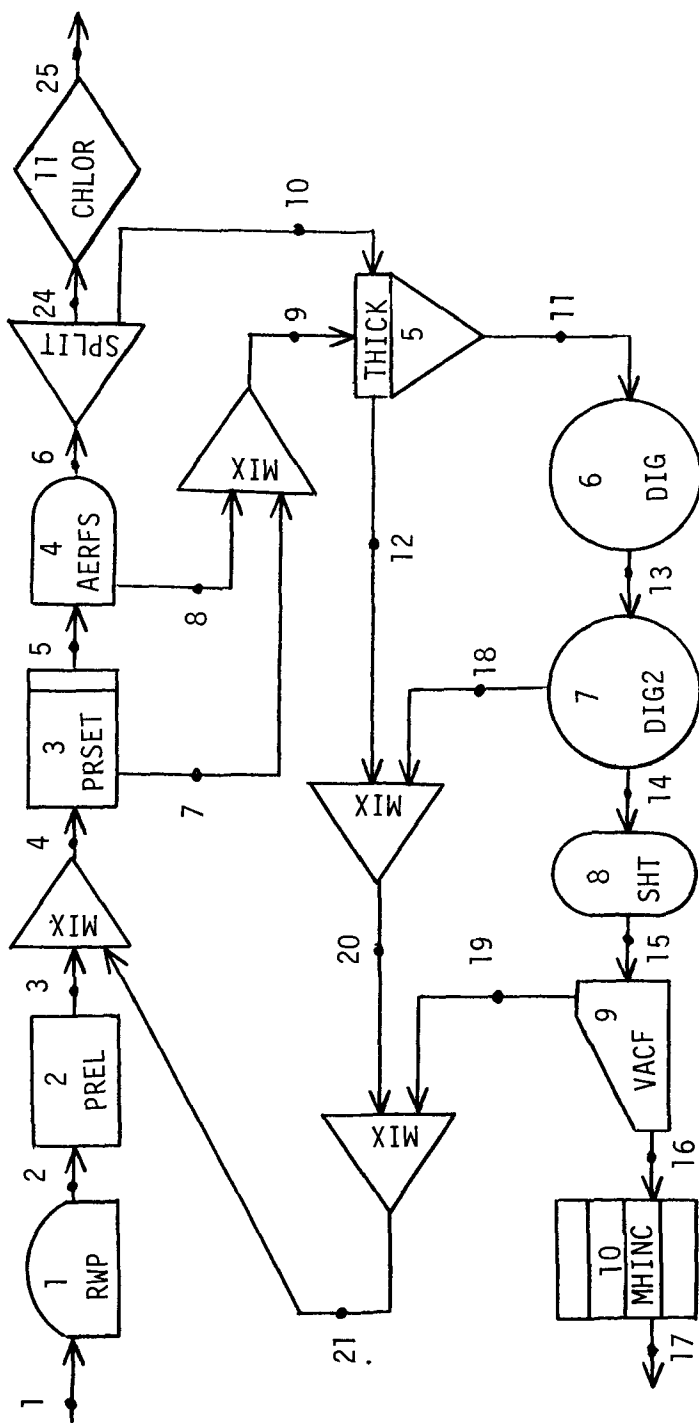 1
1
RWP
2
2
PREL
3
MIX
4
3
PRSET
5
4
AERFS
6
SPLIT
24
11
CHLOR
25
7
8
MIX
9
10
THICK
5
11
12
6
DIG
13
7
DIG2
18
14
MIX
20
8
SHT
15
19
9
VACF
MIX
16
10
MHINC
17
21